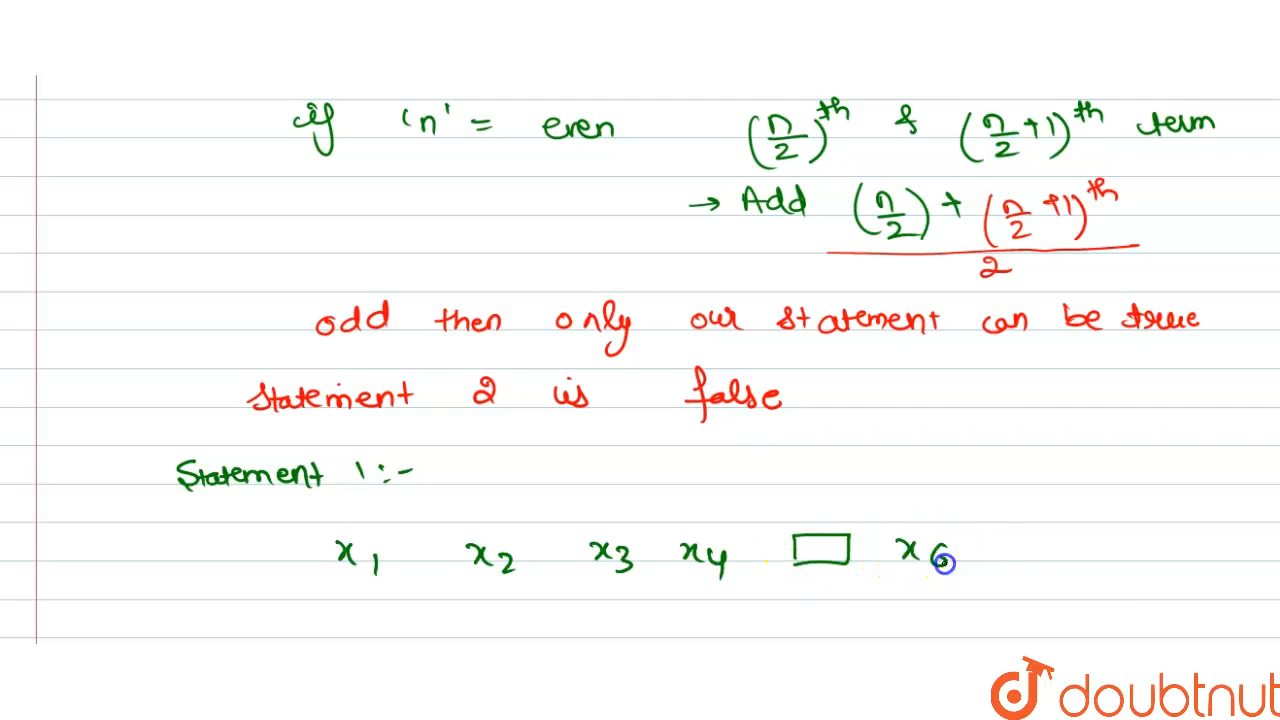 if 'n' = even (n/2)th & (n/2 + 1)th term
→ Add (n/2) + (n/2 + 1)th
2
odd then only our statement can be true
Statement 2 is false
Statement 1 :-
x1 x2 x3 x4 x6
doubtnut